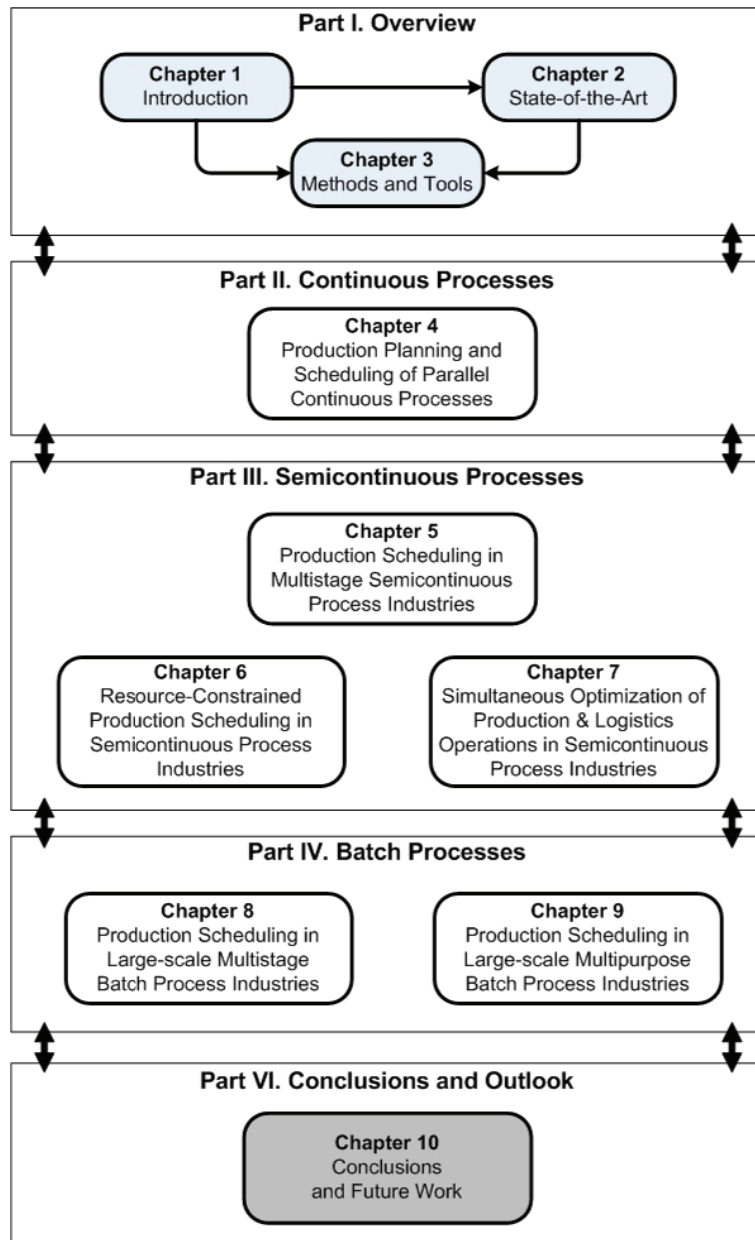 Part I. Overview
Chapter 1
Introduction
Chapter 2
State-of-the-Art
Chapter 3
Methods and Tools
Part II. Continuous Processes
Chapter 4
Production Planning and
Scheduling of Parallel
Continuous Processes
Part III. Semicontinuous Processes
Chapter 5
Production Scheduling in
Multistage Semicontinuous
Process Industries
Chapter 6
Resource-Constrained
Production Scheduling in
Semicontinuous Process
Industries
Chapter 7
Simultaneous Optimization of
Production & Logistics
Operations in Semicontinuous
Process Industries
Part IV. Batch Processes
Chapter 8
Production Scheduling in
Large-scale Multistage
Batch Process Industries
Chapter 9
Production Scheduling in
Large-scale Multipurpose
Batch Process Industries
Part VI. Conclusions and Outlook
Chapter 10
Conclusions
and Future Work